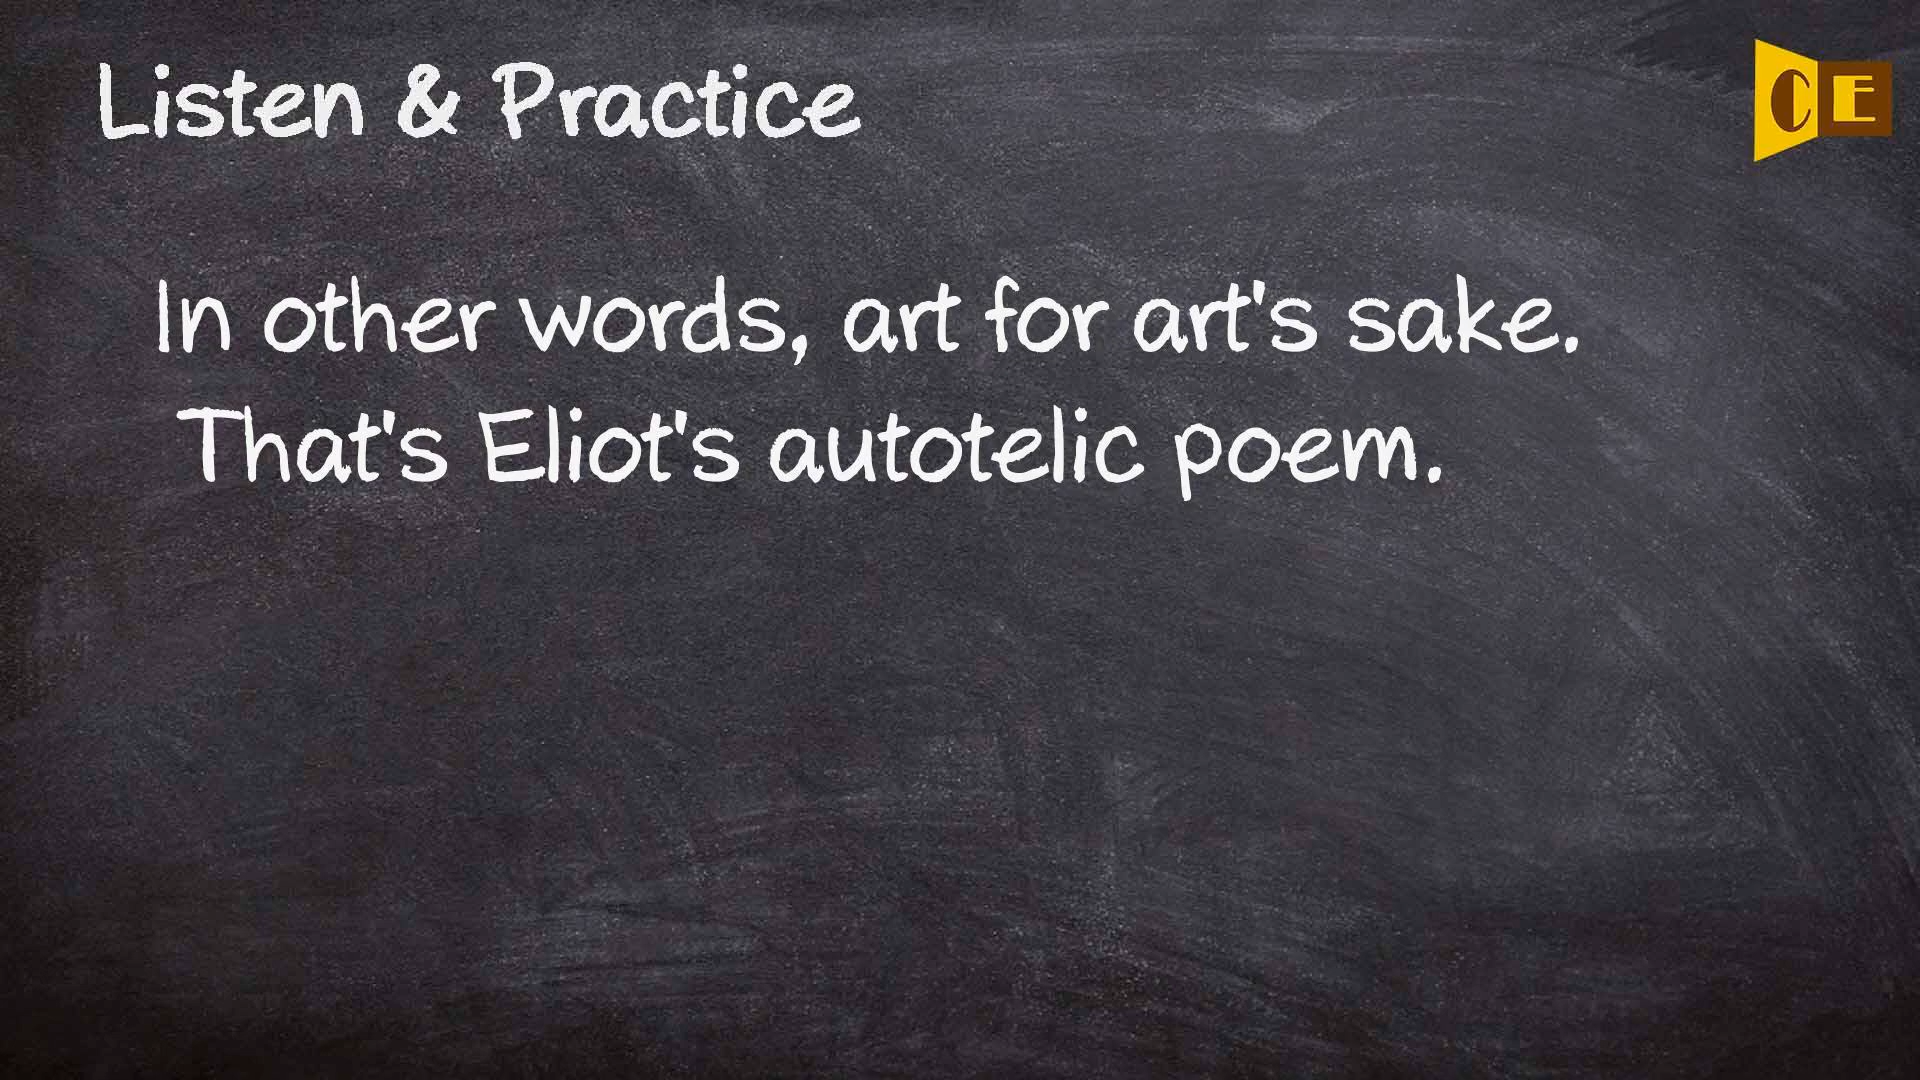 Listen & Practice
CE
In other words, art for art's sake.
That's Eliot's autotelic poem.